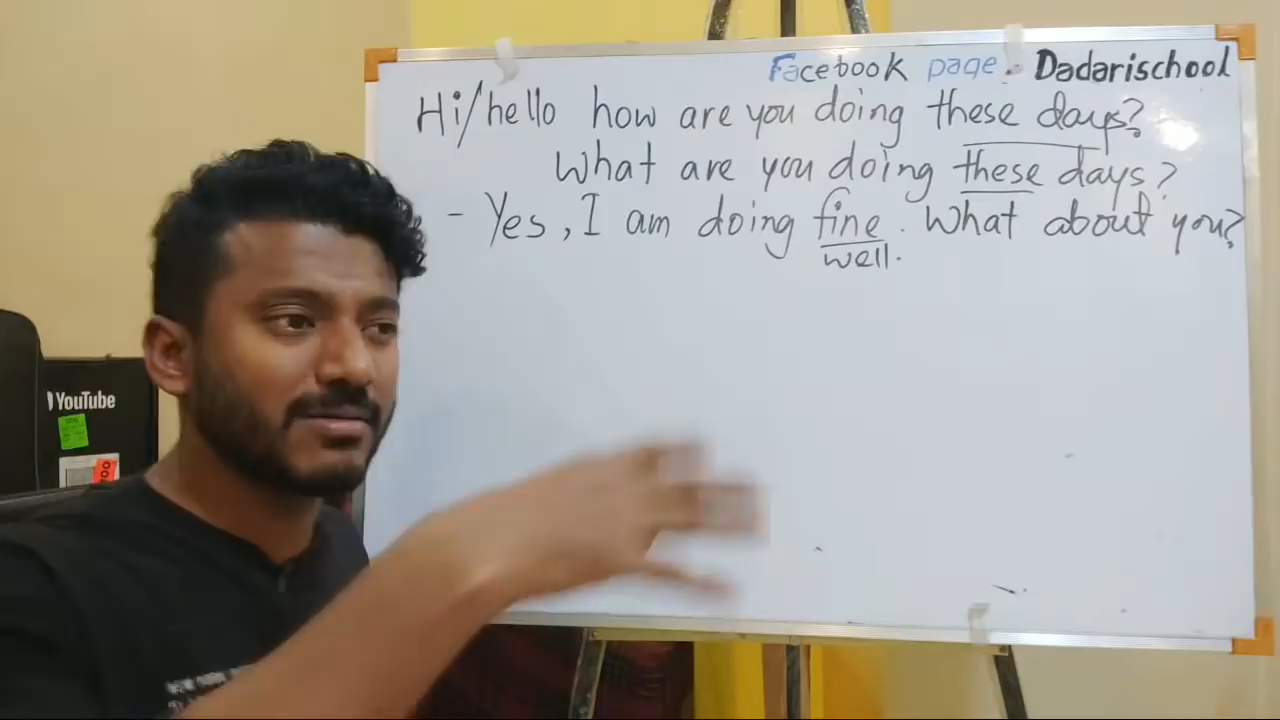 Facebook page:- Dadarischool
Hi/hello how are you doing these days?
What are you doing these days?
- Yes, I am doing fine. What about you?
well.
YouTube